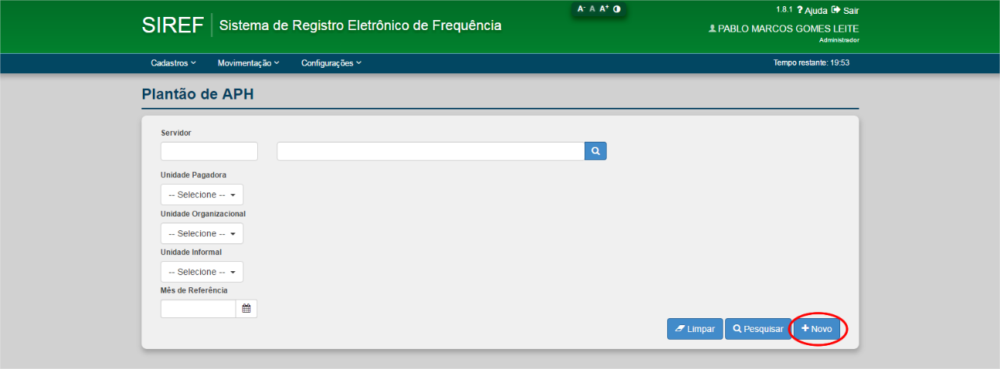 A- A A+
1.8.1 ? Ajuda Sair
SIREF Sistema de Registro Eletrônico de Frequência
PABLO MARCOS GOMES LEITE
Administrador
Cadastros Movimentação Configurações Tempo restante: 19:53
Plantão de APH
Servidor
Unidade Pagadora
-- Selecione --
Unidade Organizacional
-- Selecione --
Unidade Informal
-- Selecione --
Mês de Referência
Limpar Pesquisar + Novo